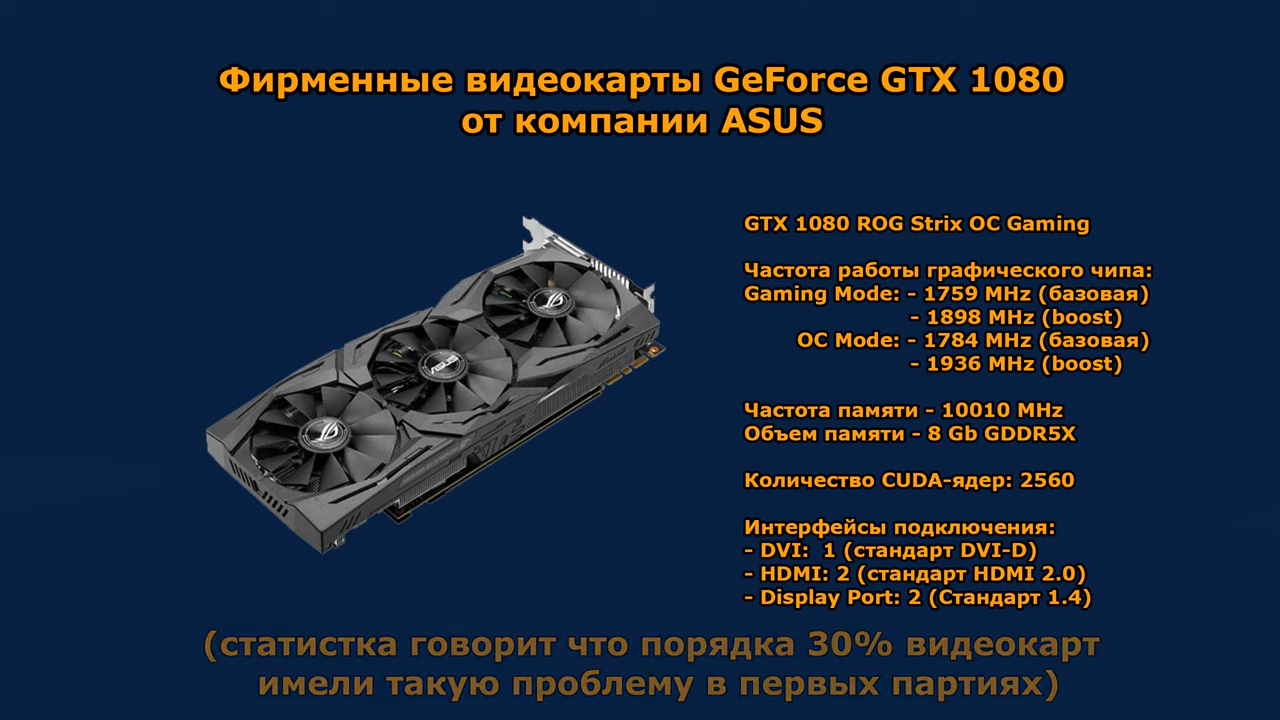 Фирменные видеокарты GeForce GTX 1080
от компании ASUS
GTX 1080 ROG Strix OC Gaming
Частота работы графического чипа:
Gaming Mode: - 1759 MHz (базовая)
- 1898 MHz (boost)
OC Mode: - 1784 MHz (базовая)
- 1936 MHz (boost)
Частота памяти - 10010 MHz
Объем памяти - 8 Gb GDDR5X
Количество CUDA-ядер: 2560
Интерфейсы подключения:
- DVI:  1 (стандарт DVI-D)
- HDMI: 2 (стандарт HDMI 2.0)
- Display Port: 2 (Стандарт 1.4)
ASUS
(статистка говорит что порядка 30% видеокарт
имели такую проблему в первых партиях)